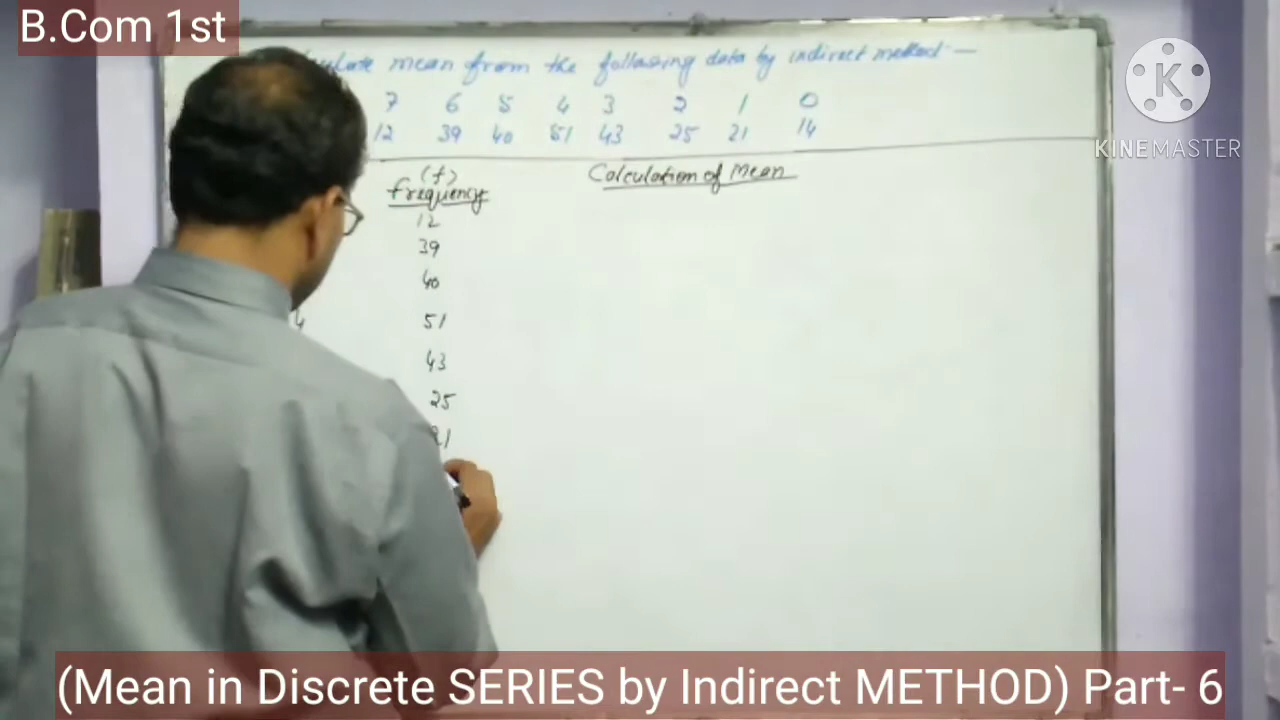 B.Com 1st
mean from the following data by indirect method:—
7 6 5 4 3 2 1 0
12 39 40 51 43 25 21 14
(f)
Frequency
Calculation of Mean
12
39
40
4 51
43
25
21
K
KINEMASTER
(Mean in Discrete SERIES by Indirect METHOD) Part- 6